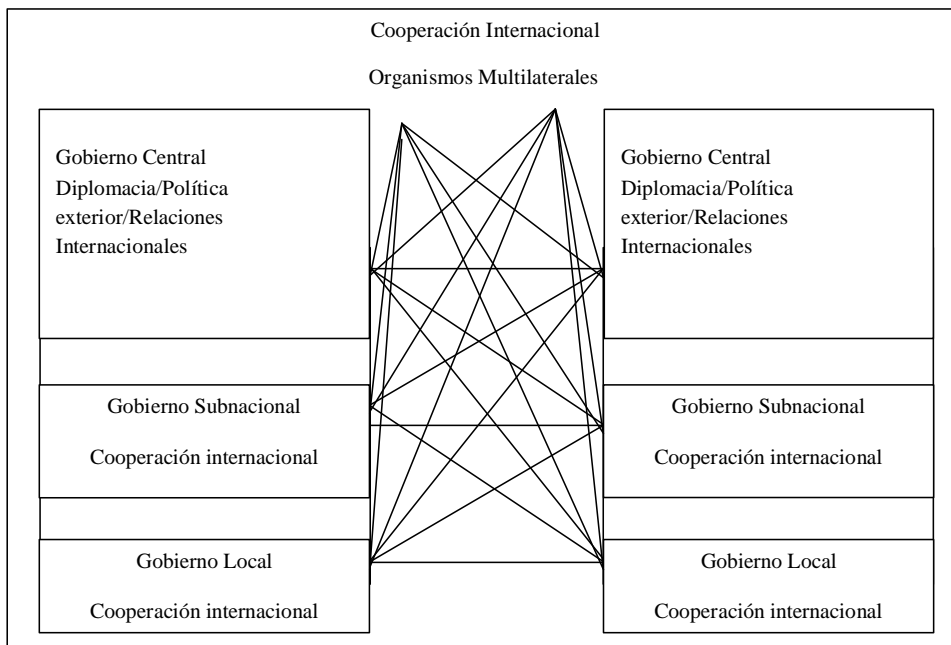 Cooperación Internacional
Organismos Multilaterales
Gobierno Central
Diplomacia/Política
exterior/Relaciones
Internacionales
Gobierno Central
Diplomacia/Política
exterior/Relaciones
Internacionales
Gobierno Subnacional
Cooperación internacional
Gobierno Subnacional
Cooperación internacional
Gobierno Local
Cooperación internacional
Gobierno Local
Cooperación internacional